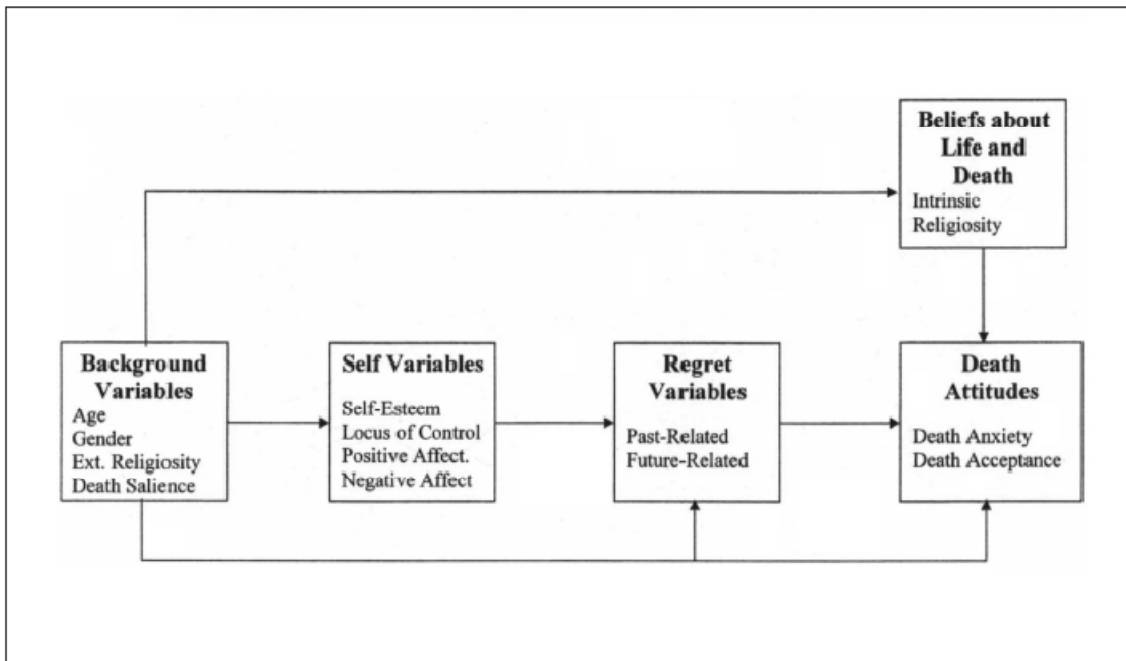 Beliefs about
Life and
Death
Intrinsic
Religiosity
Background
Variables
Age
Gender
Ext. Religiosity
Death Salience
Self Variables
Self-Esteem
Locus of Control
Positive Affect.
Negative Affect
Regret
Variables
Past-Related
Future-Related
Death
Attitudes
Death Anxiety
Death Acceptance